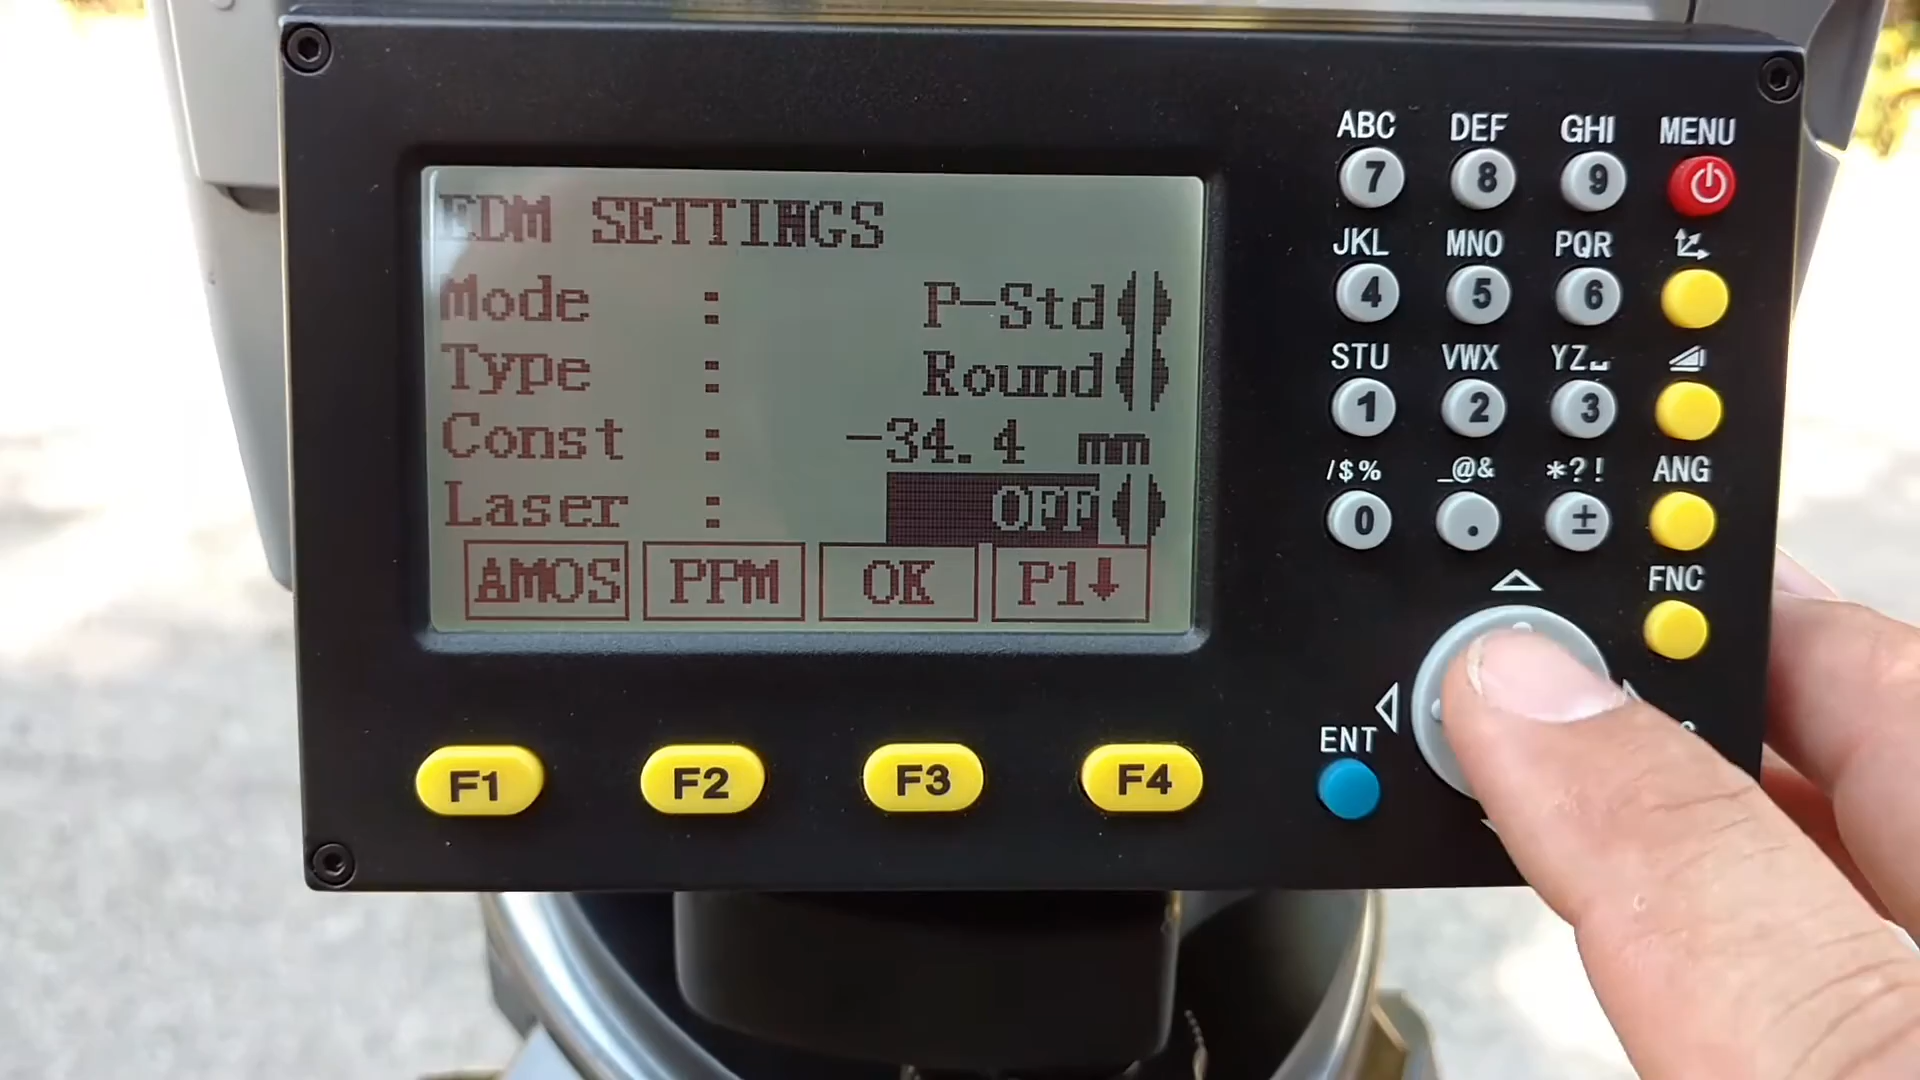 EDM SETTINGS
Mode : P-Std
Type : Round
Const : -34.4 mm
Laser : OFF
AMOS PPM OK P1↓
F1 F2 F3 F4
ABC DEF GHI MENU
7 8 9
JKL MNO PQR
4 5 6
STU VWX YZ
1 2 3
/$% _@& *?! ANG
0 . ±
FNC
ENT